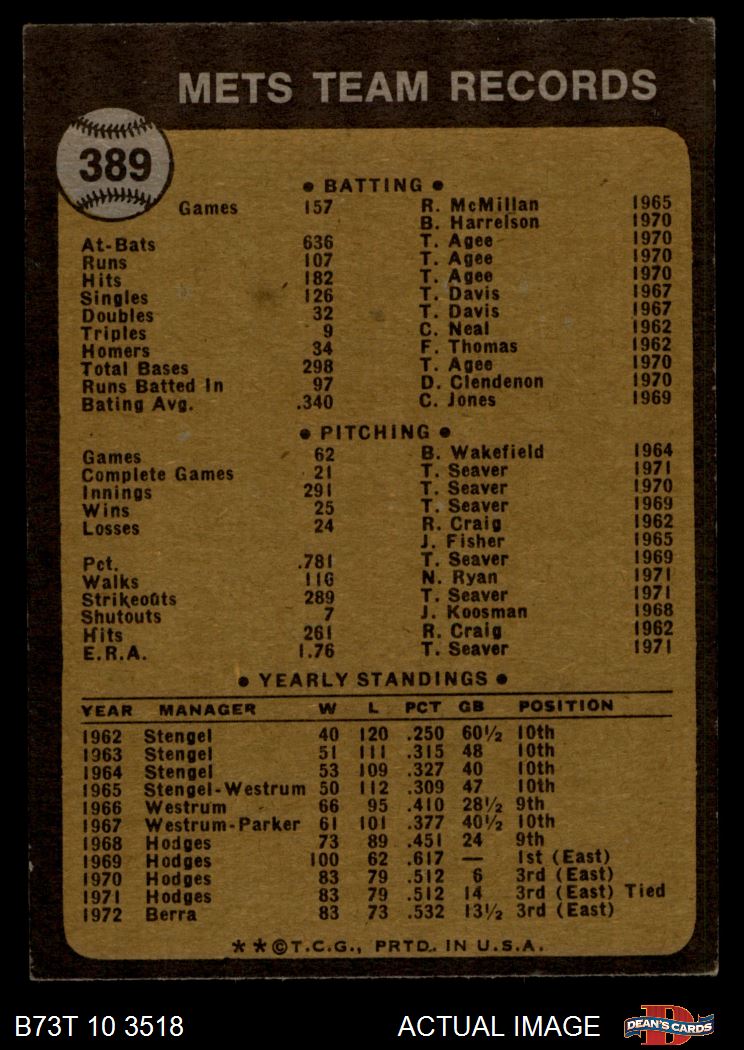 METS TEAM RECORDS
389
• BATTING •
Games 157 R. McMillan 1965
B. Harrelson 1970
At-Bats 636 T. Agee 1970
Runs 107 T. Agee 1970
Hits 182 T. Agee 1970
Singles 126 T. Davis 1967
Doubles 32 T. Davis 1967
Triples 9 C. Neal 1962
Homers 34 F. Thomas 1962
Total Bases 298 T. Agee 1970
Runs Batted In 97 D. Clendenon 1970
Bating Avg. .340 C. Jones 1969
• PITCHING •
Games 62 B. Wakefield 1964
Complete Games 21 T. Seaver 1971
Innings 291 T. Seaver 1970
Wins 25 T. Seaver 1969
Losses 24 R. Craig 1962
J. Fisher 1965
Pct. .781 T. Seaver 1969
Walks 116 N. Ryan 1971
Strikeouts 289 T. Seaver 1971
Shutouts 7 J. Koosman 1968
Hits 261 R. Craig 1962
E.R.A. 1.76 T. Seaver 1971
• YEARLY STANDINGS •
YEAR MANAGER W L PCT GB POSITION
1962 Stengel 40 120 .250 60½ 10th
1963 Stengel 51 111 .315 48 10th
1964 Stengel 53 109 .327 40 10th
1965 Stengel-Westrum 50 112 .309 47 10th
1966 Westrum 66 95 .410 28½ 9th
1967 Westrum-Parker 61 101 .377 40½ 10th
1968 Hodges 73 89 .451 24 9th
1969 Hodges 100 62 .617 — 1st (East)
1970 Hodges 83 79 .512 6 3rd (East)
1971 Hodges 83 79 .512 14 3rd (East) Tied
1972 Berra 83 73 .532 13½ 3rd (East)
* * © T.C.G., PRTD. IN U.S.A.
B73T 10 3518 ACTUAL IMAGE DEAN'S CARDS